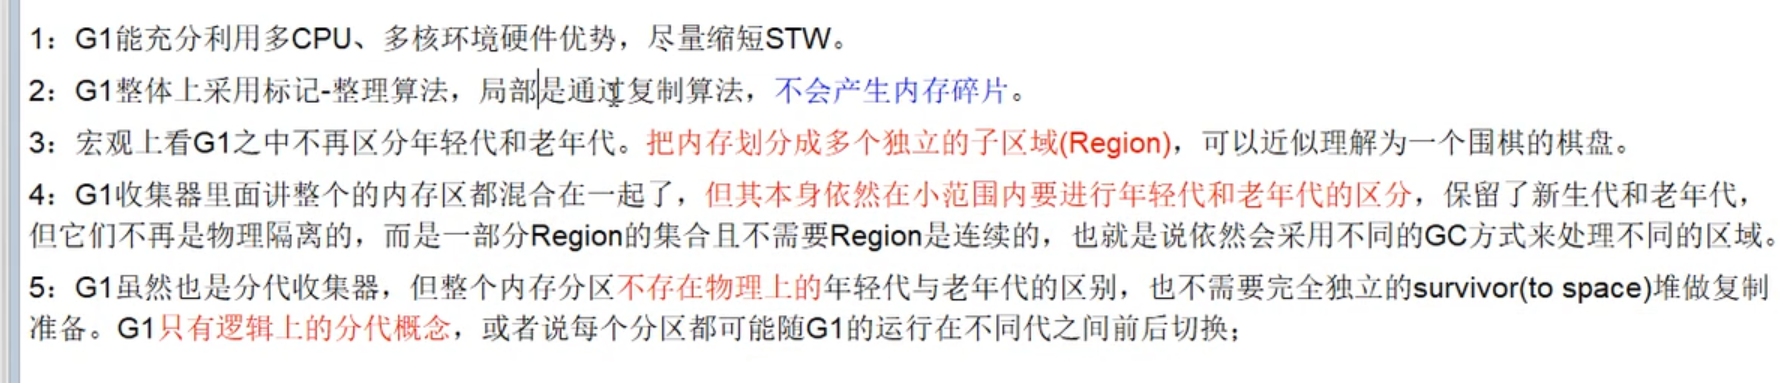 1：G1能充分利用多CPU、多核环境硬件优势，尽量缩短STW。
2：G1整体上采用标记-整理算法，局部是通过复制算法，不会产生内存碎片。
3：宏观上看G1之中不再区分年轻代和老年代。把内存划分成多个独立的子区域(Region)，可以近似理解为一个围棋的棋盘。
4：G1收集器里面讲整个的内存区都混合在一起了，但其本身依然在小范围内要进行年轻代和老年代的区分，保留了新生代和老年代，
但它们不再是物理隔离的，而是一部分Region的集合且不需要Region是连续的，也就是说依然会采用不同的GC方式来处理不同的区域。
5：G1虽然也是分代收集器，但整个内存分区不存在物理上的年轻代与老年代的区别，也不需要完全独立的survivor(to space)堆做复制
准备。G1只有逻辑上的分代概念，或者说每个分区都可能随G1的运行在不同代之间前后切换；